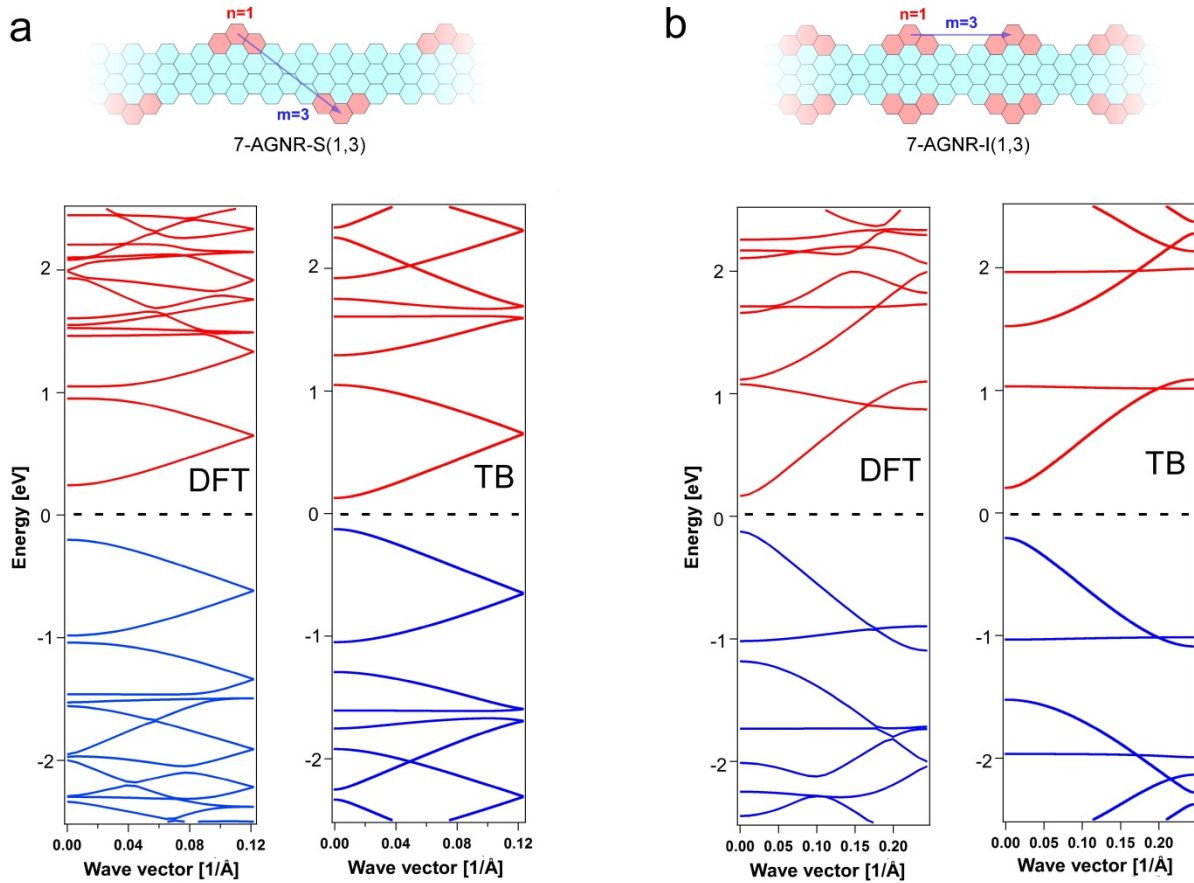 a
n=1
m=3
7-AGNR-S(1,3)
b
n=1
m=3
7-AGNR-I(1,3)
Energy [eV]
2
1
0
-1
-2
DFT
0.00 0.04 0.08 0.12
Wave vector [1/Å]
2
1
0
-1
-2
TB
0.00 0.04 0.08 0.12
Wave vector [1/Å]
Energy [eV]
2
1
0
-1
-2
DFT
0.00 0.05 0.10 0.15 0.20
Wave vector [1/Å]
2
1
0
-1
-2
TB
0.00 0.05 0.10 0.15 0.20
Wave vector [1/Å]